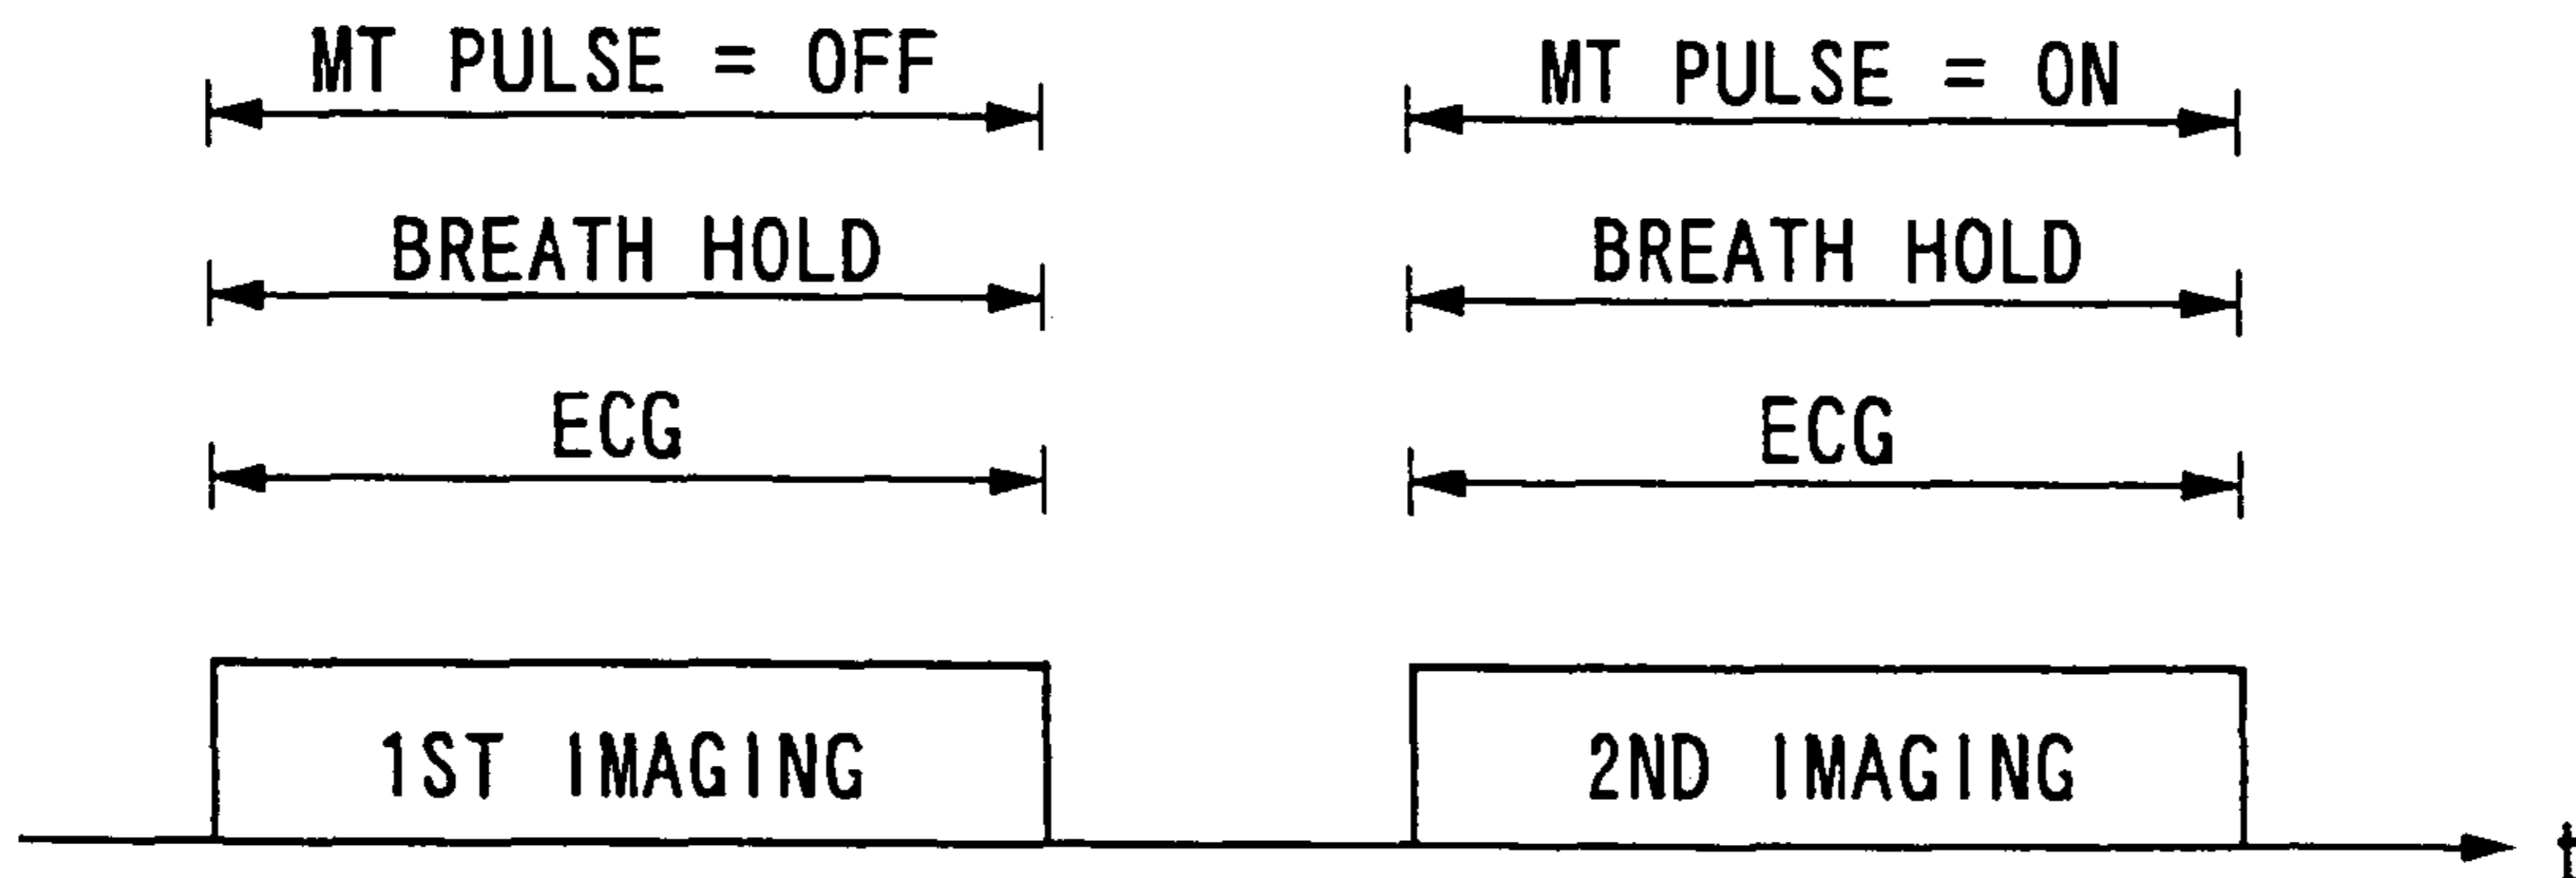 MT PULSE = OFF
MT PULSE = ON
BREATH HOLD
BREATH HOLD
ECG
ECG
1ST IMAGING
2ND IMAGING
t